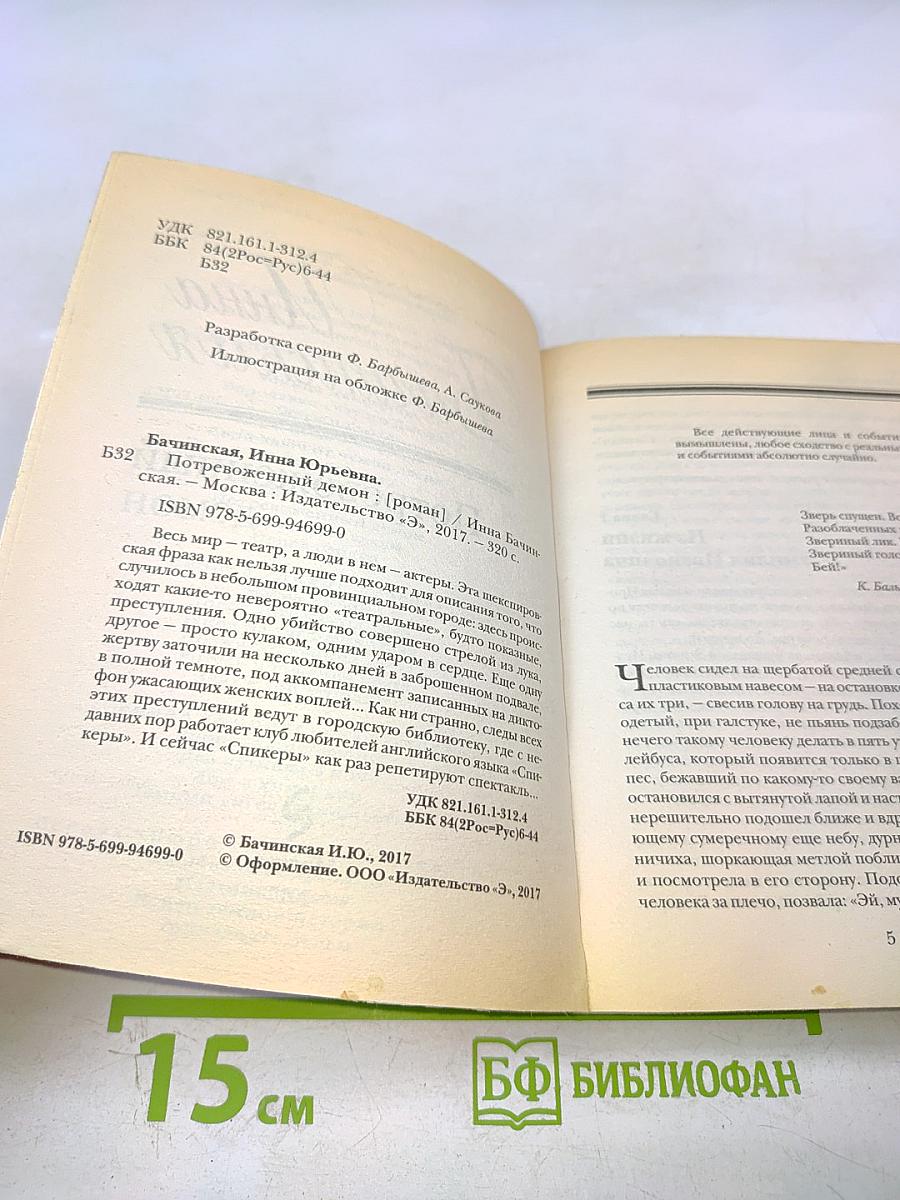 УДК 821.161.1-312.4
ББК 84(2Рос=Рус)6-44
Б32
Разработка серии Ф. Барбышева, А. Саукова
Иллюстрация на обложке Ф. Барбышева
Бачинская, Инна Юрьевна.
Б32 Потревоженный демон : [роман] / Инна Бачин-
ская. — Москва : Издательство «Э», 2017. — 320 с.
ISBN 978-5-699-94699-0
Весь мир — театр, а люди в нем — актеры. Эта шекспиров-
ская фраза как нельзя лучше подходит для описания того, что
случилось в небольшом провинциальном городе: здесь проис-
ходят какие-то невероятно «театральные», будто показные,
преступления. Одно убийство совершено стрелой из лука,
другое — просто кулаком, одним ударом в сердце. Еще одну
жертву заточили на несколько дней в заброшенном подвале,
в полной темноте, под аккомпанемент записанных на дикто-
фон ужасающих женских воплей... Как ни странно, следы всех
этих преступлений ведут в городскую библиотеку, где с не-
давних пор работает клуб любителей английского языка «Спи-
керы». И сейчас «Спикеры» как раз репетируют спектакль...
УДК 821.161.1-312.4
ББК 84(2Рос=Рус)6-44
ISBN 978-5-699-94699-0
© Бачинская И.Ю., 2017
© Оформление. ООО «Издательство «Э», 2017
Все действующие лица и событи
вымышлены, любое сходство с реальны
и событиями абсолютно случайно.
Зверь спущен. Вс
Разоблаченных
Звериный лик.
Звериный голе
Бей!»
К. Баль
Человек сидел на щербатой средней с
пластиковым навесом — на остановк
са их три, — свесив голову на грудь. Пох
одетый, при галстуке, не пьянь подзаб
нечего такому человеку делать в пять у
лейбуса, который появится только в ш
пес, бежавший по какому-то своему ва
остановился с вытянутой лапой и наст
нерешительно подошел ближе и вдр
ющему сумеречному еще небу, дурн
ничиха, шоркающая метлой побли
и посмотрела в его сторону. Подо
человека за плечо, позвала: «Эй, му
5
15 см
БФ БИБЛИОФАН